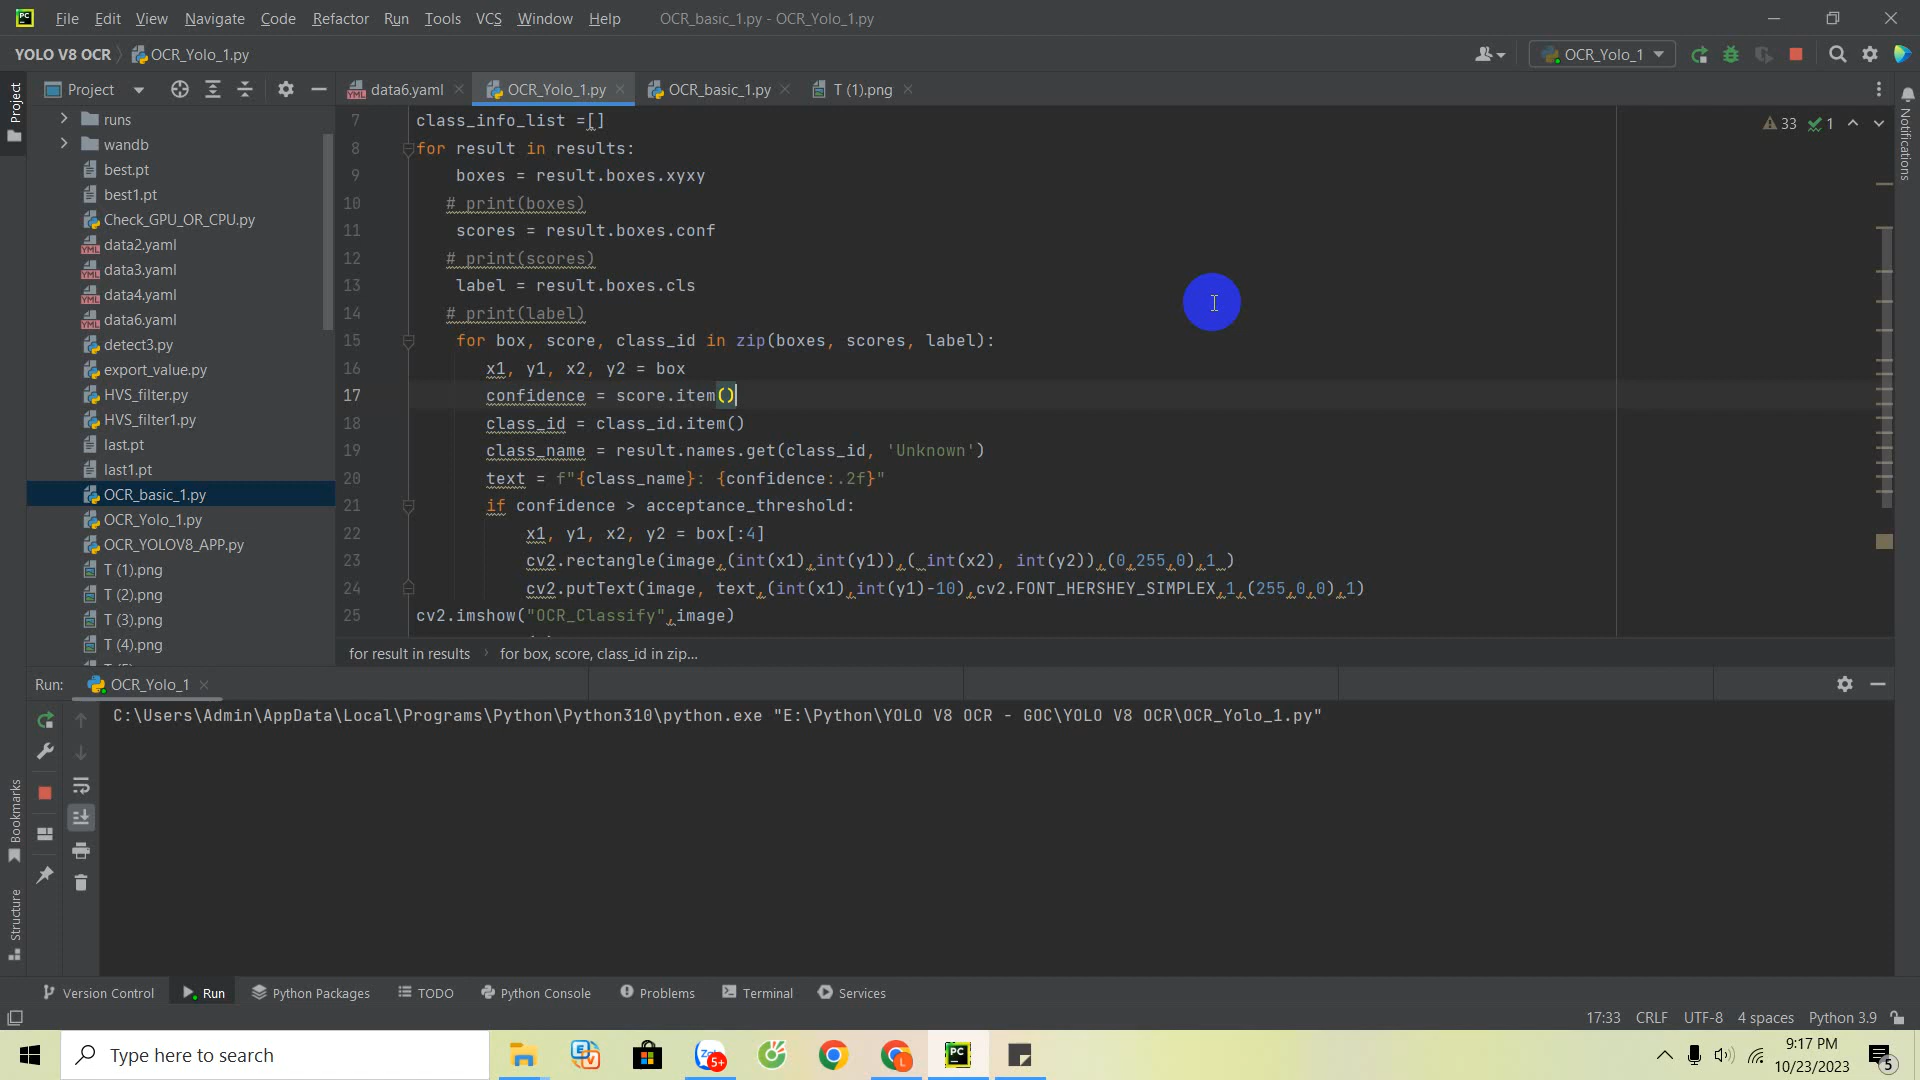 PC File Edit View Navigate Code Refactor Run Tools VCS Window Help OCR_basic_1.py - OCR_Yolo_1.py
YOLO V8 OCR OCR_Yolo_1.py OCR_Yolo_1
Project
Project
data6.yaml OCR_Yolo_1.py OCR_basic_1.py T (1).png
Notifications
33 1
runs
wandb
best.pt
best1.pt
Check_GPU_OR_CPU.py
data2.yaml
data3.yaml
data4.yaml
data6.yaml
detect3.py
export_value.py
HVS_filter.py
HVS_filter1.py
last.pt
last1.pt
OCR_basic_1.py
OCR_Yolo_1.py
OCR_YOLOV8_APP.py
T (1).png
T (2).png
T (3).png
T (4).png
7 class_info_list =[]
8 for result in results:
9 boxes = result.boxes.xyxy
10 # print(boxes)
11 scores = result.boxes.conf
12 # print(scores)
13 label = result.boxes.cls
14 # print(label)
15 for box, score, class_id in zip(boxes, scores, label):
16 x1, y1, x2, y2 = box
17 confidence = score.item()
18 class_id = class_id.item()
19 class_name = result.names.get(class_id, 'Unknown')
20 text = f"{class_name}: {confidence:.2f}"
21 if confidence > acceptance_threshold:
22 x1, y1, x2, y2 = box[:4]
23 cv2.rectangle(image,(int(x1),int(y1)),( int(x2), int(y2)),(0,255,0),1 )
24 cv2.putText(image, text,(int(x1),int(y1)-10),cv2.FONT_HERSHEY_SIMPLEX,1,(255,0,0),1)
25 cv2.imshow("OCR_Classify",image)
for result in results for box, score, class_id in zip...
Run: OCR_Yolo_1
C:\Users\Admin\AppData\Local\Programs\Python\Python310\python.exe "E:\Python\YOLO V8 OCR - GOC\YOLO V8 OCR\OCR_Yolo_1.py"
Bookmarks
Structure
Version Control Run Python Packages TODO Python Console Problems Terminal Services
17:33 CRLF UTF-8 4 spaces Python 3.9
Type here to search
5+
L
PC
9:17 PM
10/23/2023
5